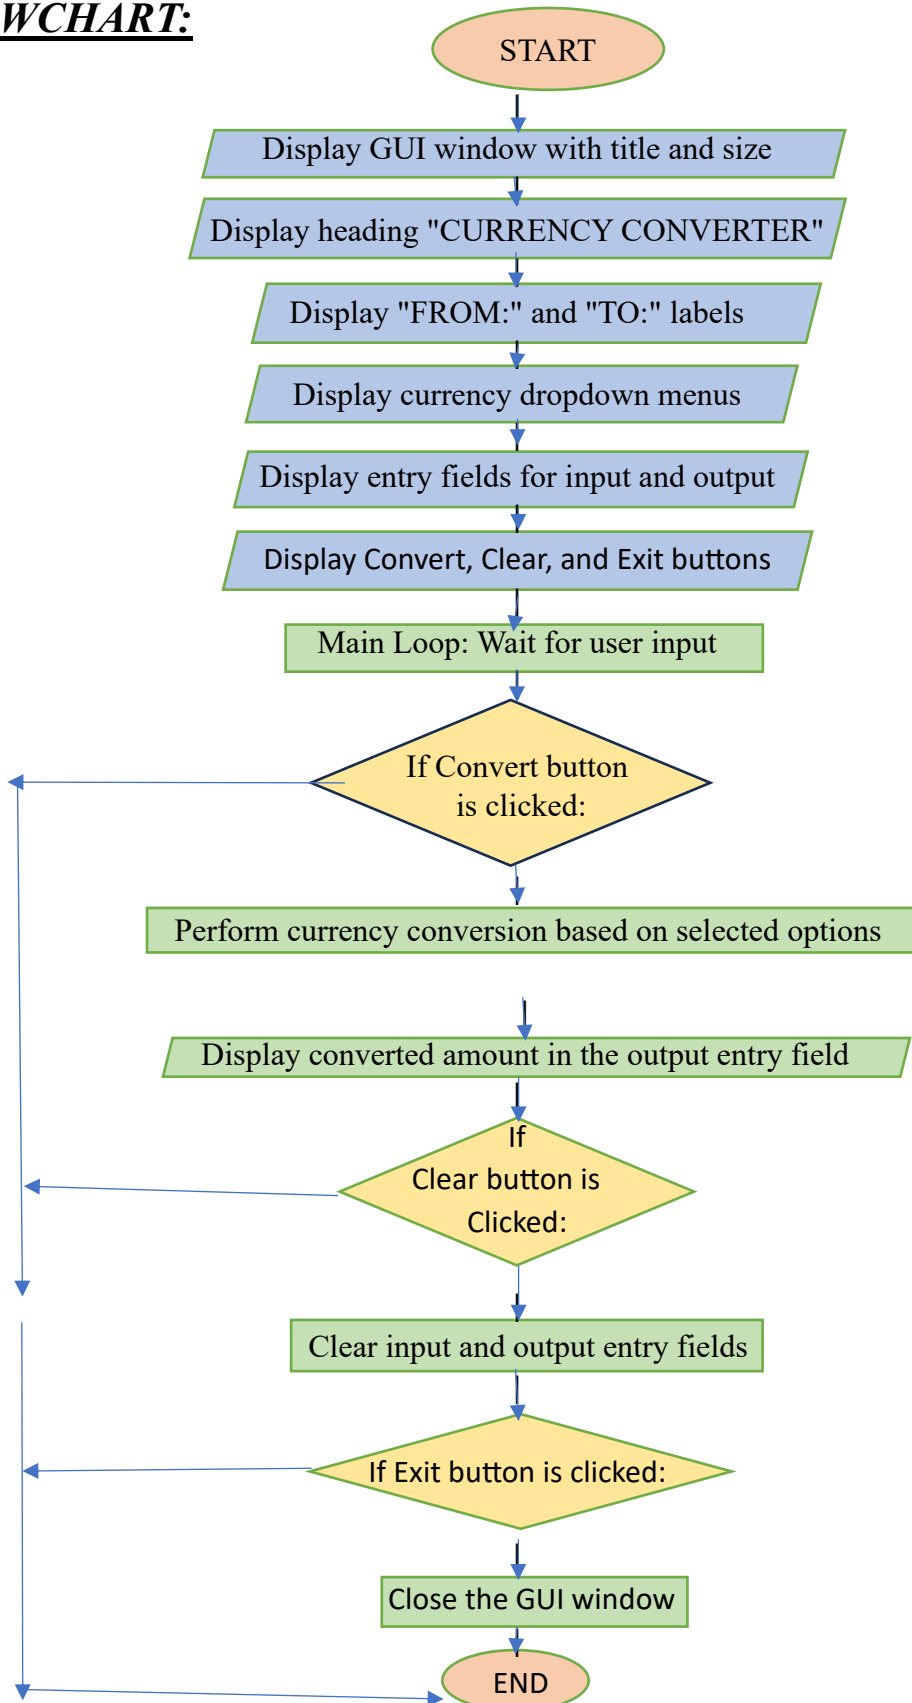 WCHART:
START
Display GUI window with title and size
Display heading "CURRENCY CONVERTER"
Display "FROM:" and "TO:" labels
Display currency dropdown menus
Display entry fields for input and output
Display Convert, Clear, and Exit buttons
Main Loop: Wait for user input
If Convert button
is clicked:
Perform currency conversion based on selected options
Display converted amount in the output entry field
If
Clear button is
Clicked:
Clear input and output entry fields
If Exit button is clicked:
Close the GUI window
END